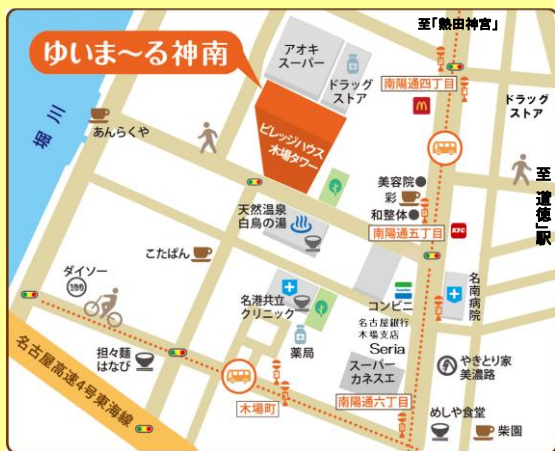 至「熱田神宮」
ゆいま～る神南
アオキ
スーパー
ドラッグ
ストア
南陽通四丁目
ドラッグ
ストア
堀川
あんらくや
ビレッジハウス
木場タワー
美容院
彩
和整体
南陽通五丁目
KFC
至 道徳」駅
天然温泉
白鳥の湯
こたぱん
ダイソー
100
名港共立
クリニック
コンビニ
名南病院
名古屋銀行
木場支店
Seria
薬局
スーパー
カネスエ
やきとり家
美濃路
担々麺
はなび
名古屋高速4号東海線
木場町
南陽通六丁目
めしや食堂
柴園